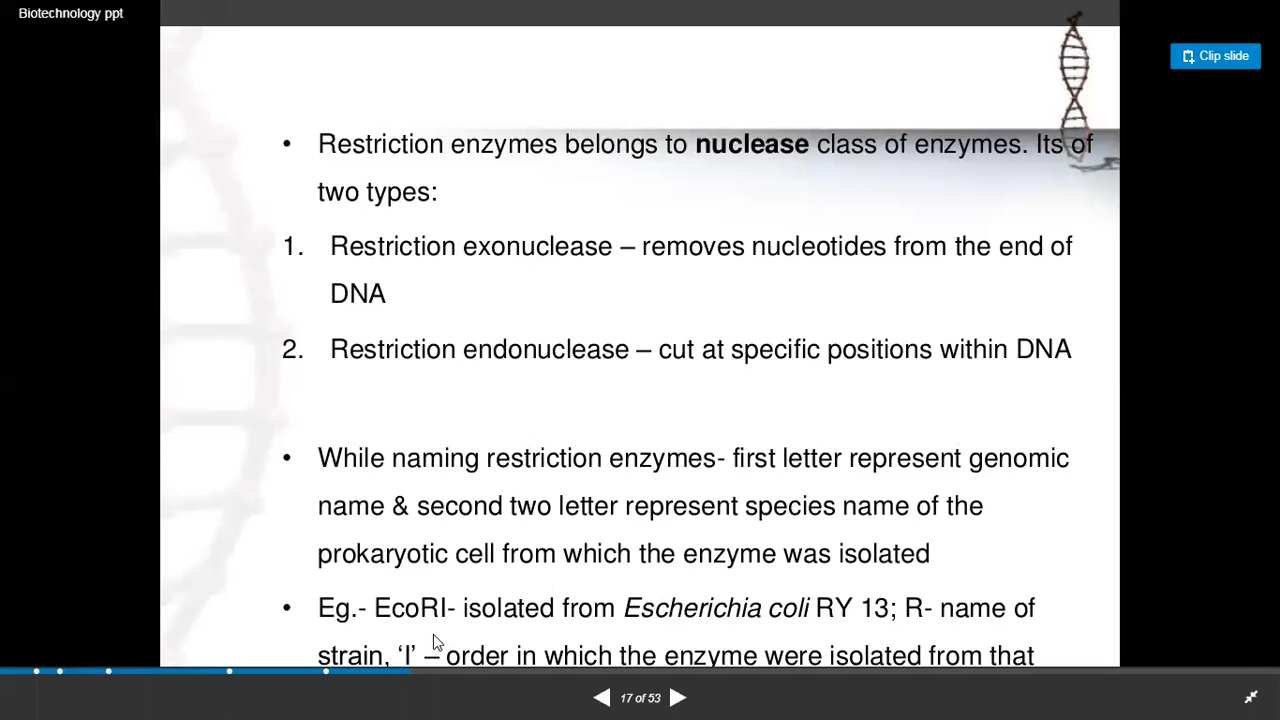 Biotechnology ppt
Clip slide
• Restriction enzymes belongs to nuclease class of enzymes. Its of
two types:
1. Restriction exonuclease – removes nucleotides from the end of
DNA
2. Restriction endonuclease – cut at specific positions within DNA
• While naming restriction enzymes- first letter represent genomic
name & second two letter represent species name of the
prokaryotic cell from which the enzyme was isolated
• Eg.- EcoRI- isolated from Escherichia coli RY 13; R- name of
strain, ‘I’ – order in which the enzyme were isolated from that
17 of 53